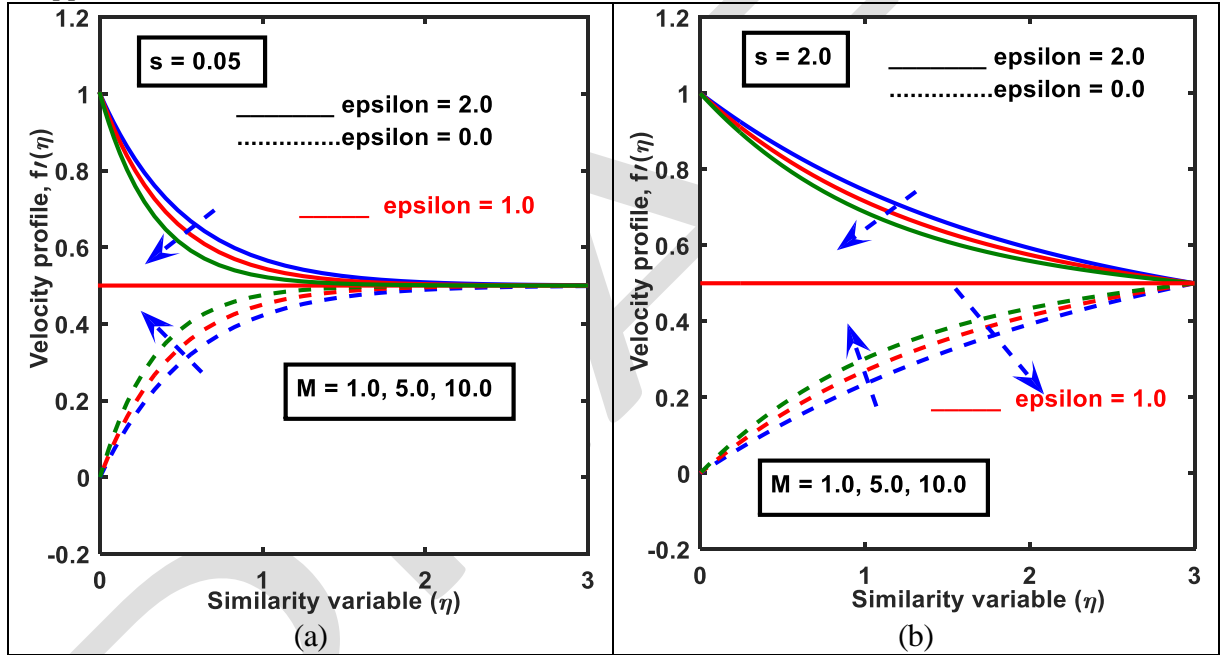 1.2
s = 0.05
1
epsilon = 2.0
epsilon = 0.0
0.8
epsilon = 1.0
0.6
0.4
M = 1.0, 5.0, 10.0
0.2
0
-0.2
0 1 2 3
Velocity profile, f′(η)
Similarity variable (η)
(a)
1.2
s = 2.0
epsilon = 2.0
epsilon = 0.0
1
0.8
0.6
0.4
0.2
epsilon = 1.0
M = 1.0, 5.0, 10.0
0
-0.2
0 1 2 3
Velocity profile, f′(η)
Similarity variable (η)
(b)